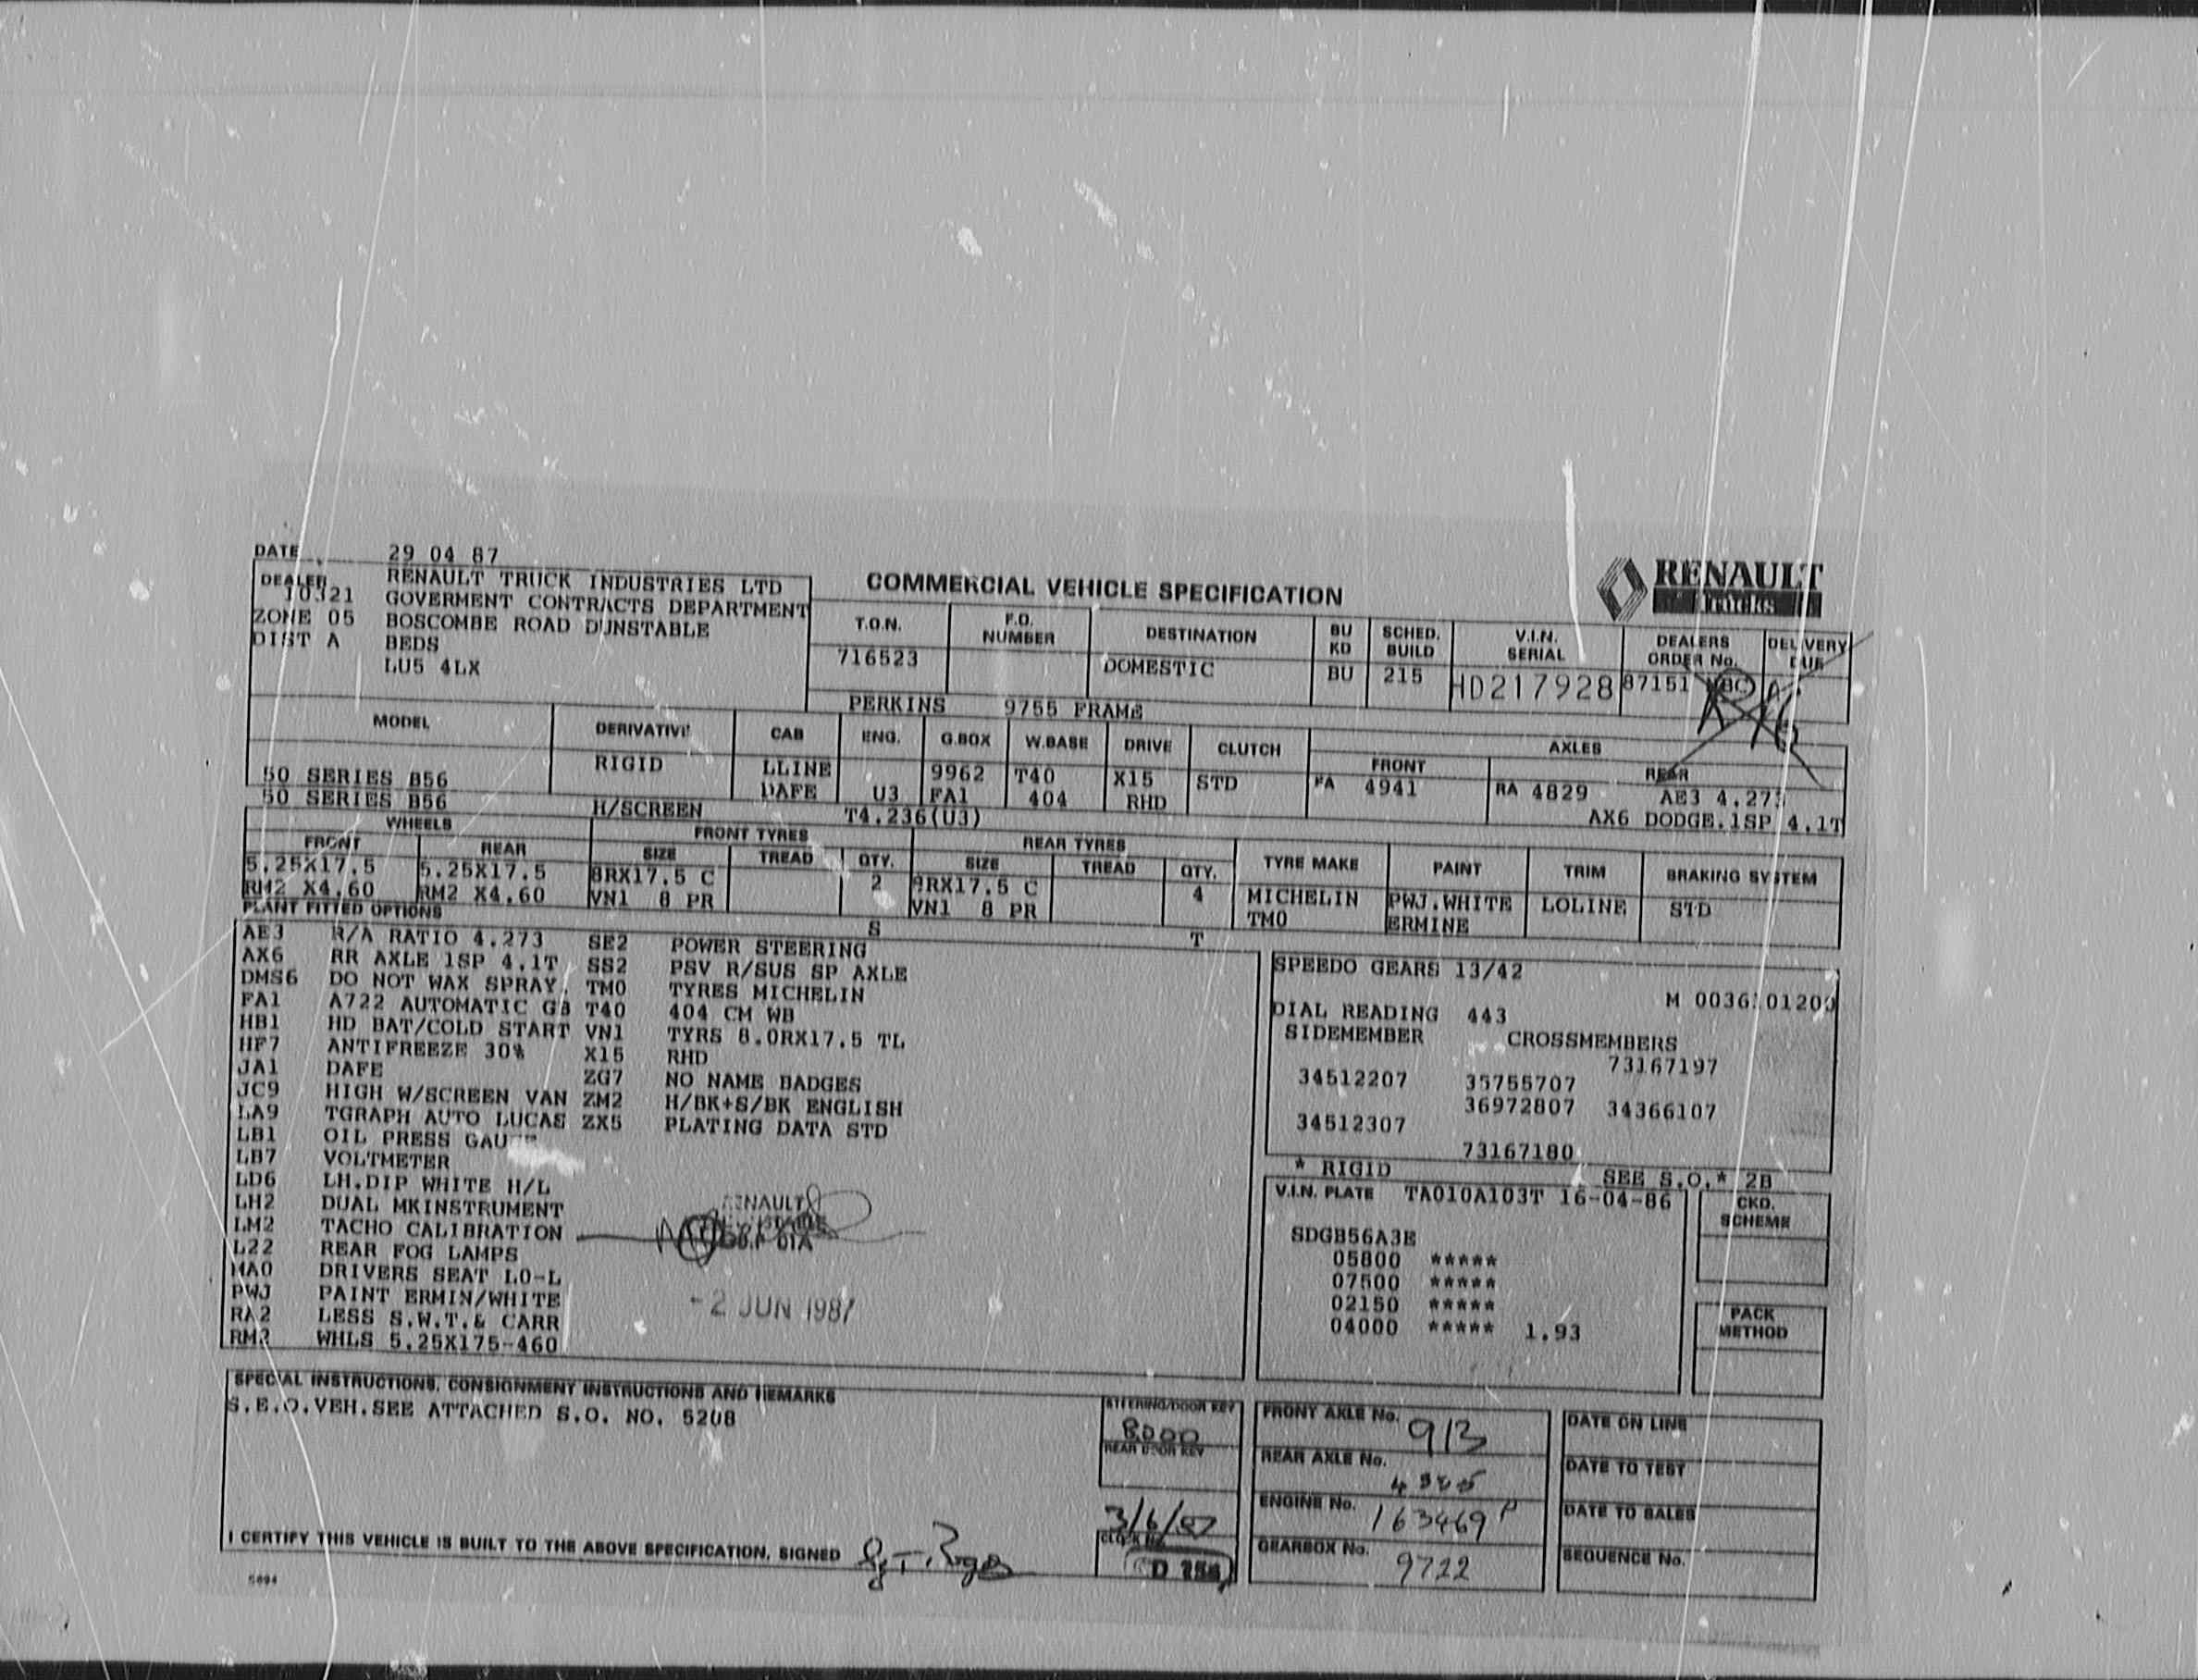 DATE 29 04 87
DEALER RENAULT TRUCK INDUSTRIES LTD
10321 GOVERMENT CONTRACTS DEPARTMENT
ZONE 05 BOSCOMBE ROAD DUNSTABLE
DIST A BEDS
LU5 4LX
COMMERCIAL VEHICLE SPECIFICATION
RENAULT
Trucks
T.O.N. F.O. NUMBER DESTINATION BU KD SCHED. BUILD V.I.N. SERIAL DEALERS ORDER No. DELIVERY DUE
716523 DOMESTIC BU 215 HD217928 87151
PERKINS 9755 FRAME
MODEL DERIVATIVE CAB ENG. G.BOX W.BASE DRIVE CLUTCH AXLES
FRONT REAR
50 SERIES B56 RIGID LLINE 9962 T40 X15 STD FA 4941 RA 4829 AE3 4.273
50 SERIES B56 H/SCREEN DAFE U3 FA1 404 RHD
T4.236(U3) AX6 DODGE.1SP 4.1T
WHEELS FRONT TYRES REAR TYRES
FRONT REAR SIZE TREAD QTY. SIZE TREAD QTY. TYRE MAKE PAINT TRIM BRAKING SYSTEM
5.25X17.5 5.25X17.5 8RX17.5 C 2 8RX17.5 C 4 MICHELIN PWJ.WHITE LOLINE STD
RM2 X4.60 RM2 X4.60 VN1 8 PR VN1 8 PR TM0 ERMINE
PLANT FITTED OPTIONS S T
AE3 R/A RATIO 4.273 SE2 POWER STEERING
AX6 RR AXLE 1SP 4.1T SS2 PSV R/SUS SP AXLE
DMS6 DO NOT WAX SPRAY. TM0 TYRES MICHELIN
FA1 A722 AUTOMATIC GB T40 404 CM WB
HB1 HD BAT/COLD START VN1 TYRS 8.0RX17.5 TL
HF7 ANTIFREEZE 30% X15 RHD
JA1 DAFE ZG7 NO NAME BADGES
JC9 HIGH W/SCREEN VAN ZM2 H/BK+S/BK ENGLISH
LA9 TGRAPH AUTO LUCAS ZX5 PLATING DATA STD
LB1 OIL PRESS
LB7 VOLTMETER
LD6 LH.DIP WHITE H/L
LH2 DUAL MKINSTRUMENT
LM2 TACHO CALIBRATION
L22 REAR FOG LAMPS
MA0 DRIVERS SEAT LO-L
PWJ PAINT ERMIN/WHITE
RA2 LESS S.W.T.& CARR
RM2 WHLS 5.25X175-460
RENAULT
-2 JUN 1987
SPEEDO GEARS 13/42
DIAL READING 443
SIDEMEMBER CROSSMEMBERS
73167197
34512207 35755707
36972807 34366107
34512307
73167180
* RIGID SEE S.O.* 2B
V.I.N. PLATE TA010A103T 16-04-86
SDGB56A3E
05800 *****
07500 *****
02150 *****
04000 ***** 1.93
CKD. SCHEME
PACK METHOD
SPECIAL INSTRUCTIONS, CONSIGNMENT INSTRUCTIONS AND REMARKS
S.E.O.VEH.SEE ATTACHED S.O. NO. 5208
STEERING/DOOR KEY
8000
REAR DOOR KEY
3/6/87
CLOCK No.
FRONT AXLE No. 913
REAR AXLE No.
ENGINE No. 163469 P
GEARBOX No. 9722
DATE ON LINE
DATE TO TEST
DATE TO SALES
SEQUENCE No.
I CERTIFY THIS VEHICLE IS BUILT TO THE ABOVE SPECIFICATION, SIGNED